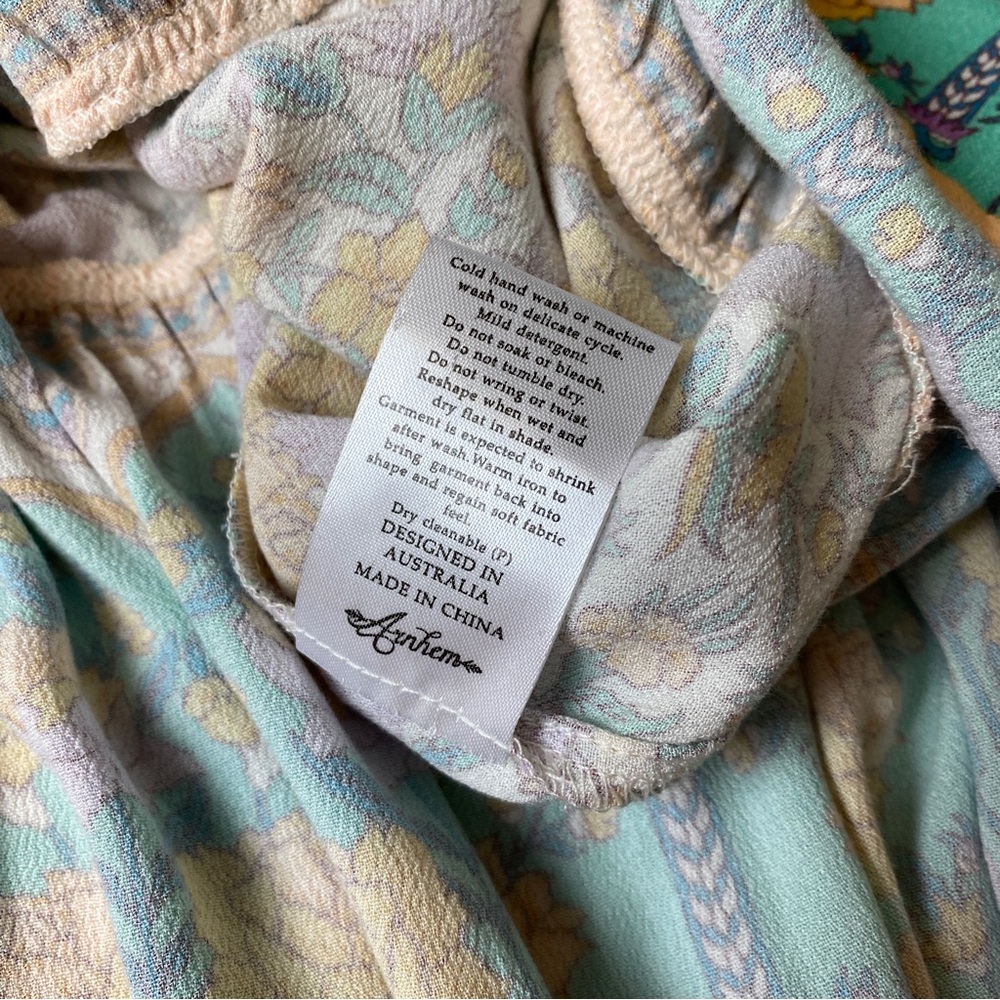 Cold hand wash or machine
wash on delicate cycle.
Mild detergent.
Do not soak or bleach.
Do not tumble dry.
Do not wring or twist.
Reshape when wet and
dry flat in shade.
Garment is expected to shrink
after wash.Warm iron to
bring garment back into
shape and regain soft fabric
feel.
Dry cleanable (P)
DESIGNED IN
AUSTRALIA
MADE IN CHINA
Arnhem